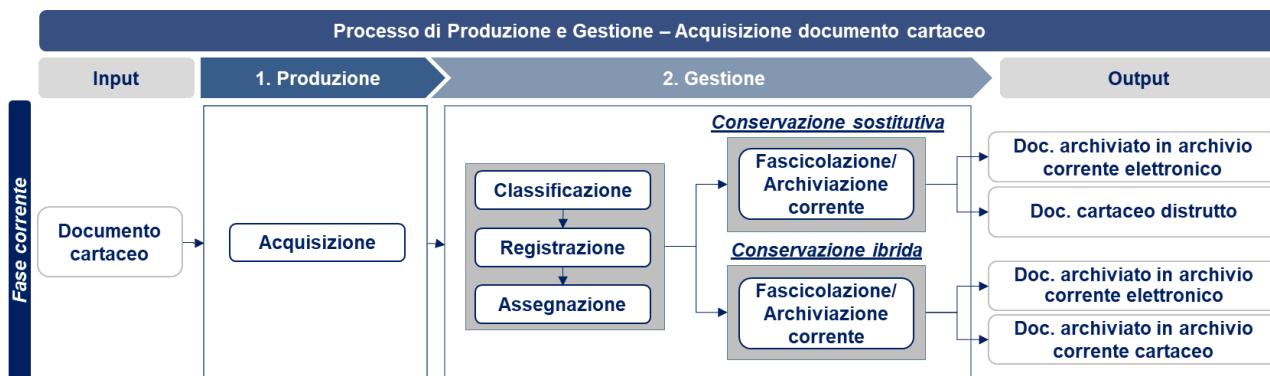 Processo di Produzione e Gestione – Acquisizione documento cartaceo
Input
1. Produzione
2. Gestione
Output
Fase corrente
Documento
cartaceo
Acquisizione
Classificazione
Registrazione
Assegnazione
Conservazione sostitutiva
Fascicolazione/
Archiviazione
corrente
Conservazione ibrida
Fascicolazione/
Archiviazione
corrente
Doc. archiviato in archivio
corrente elettronico
Doc. cartaceo distrutto
Doc. archiviato in archivio
corrente elettronico
Doc. archiviato in archivio
corrente cartaceo